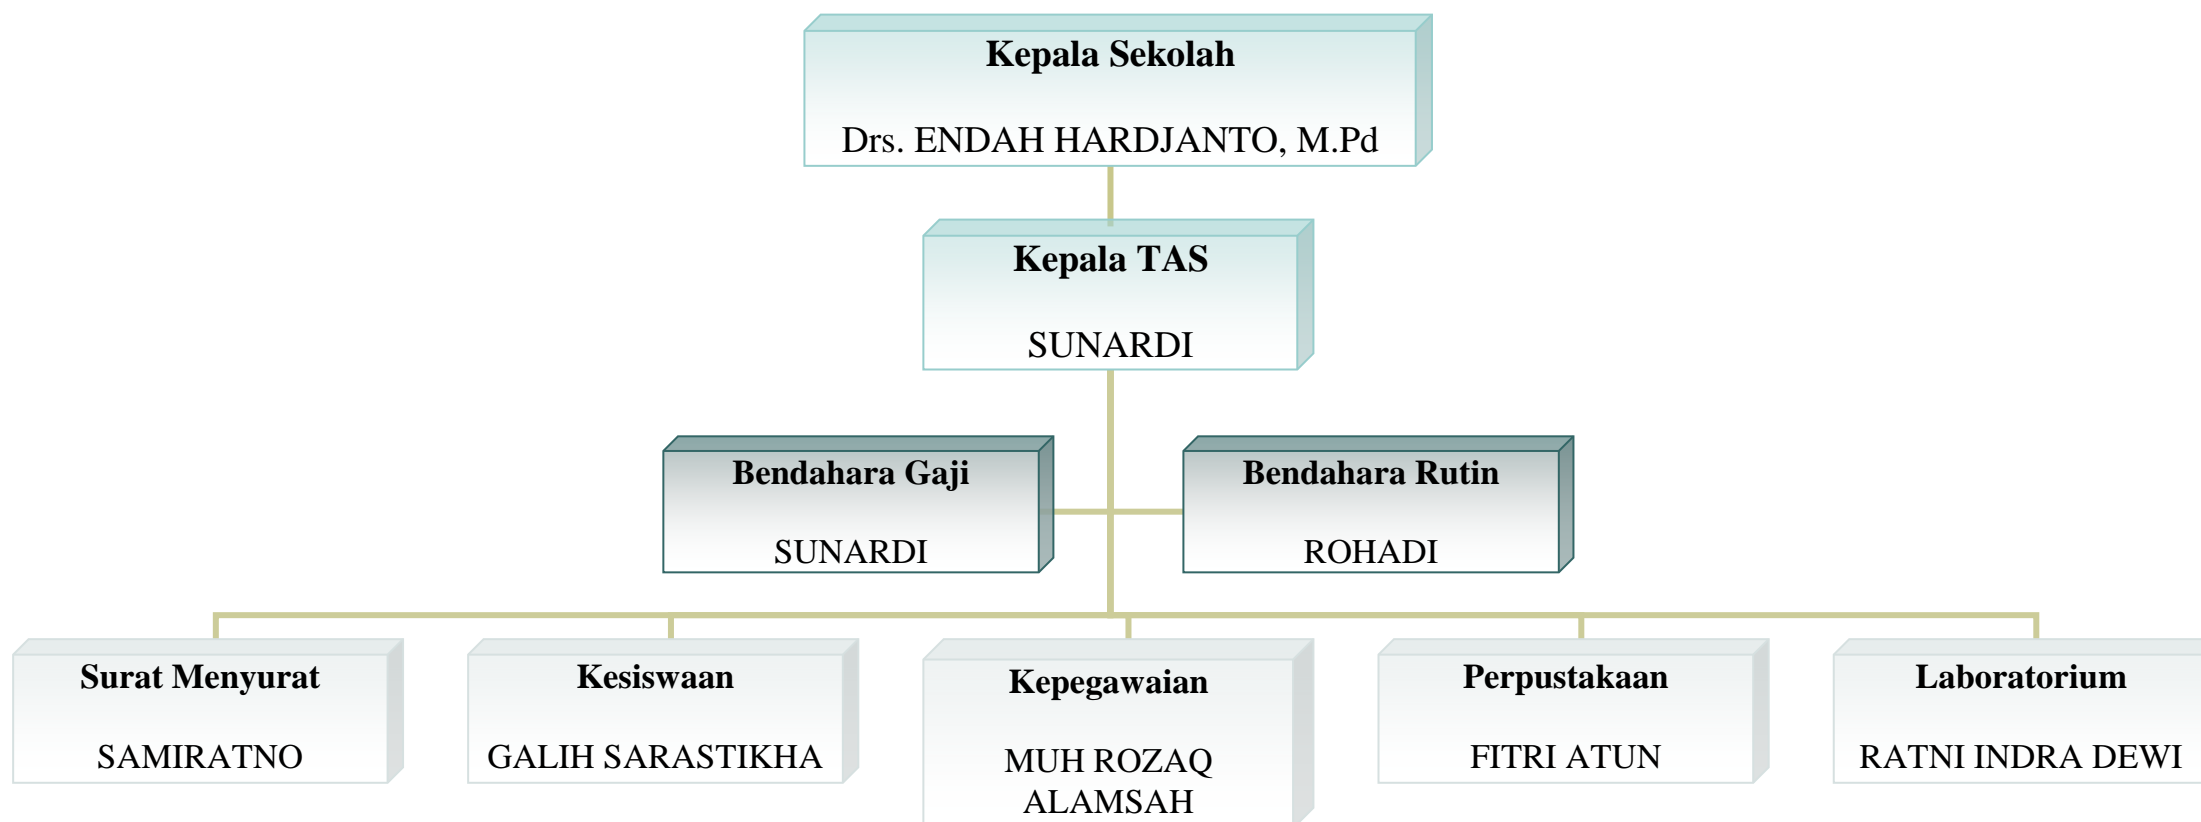 Kepala Sekolah
Drs. ENDAH HARDJANTO, M.Pd
Kepala TAS
SUNARDI
Bendahara Gaji
SUNARDI
Bendahara Rutin
ROHADI
Surat Menyurat
SAMIRATNO
Kesiswaan
GALIH SARASTIKHA
Kepegawaian
MUH ROZAQ
ALAMSAH
Perpustakaan
FITRI ATUN
Laboratorium
RATNI INDRA DEWI